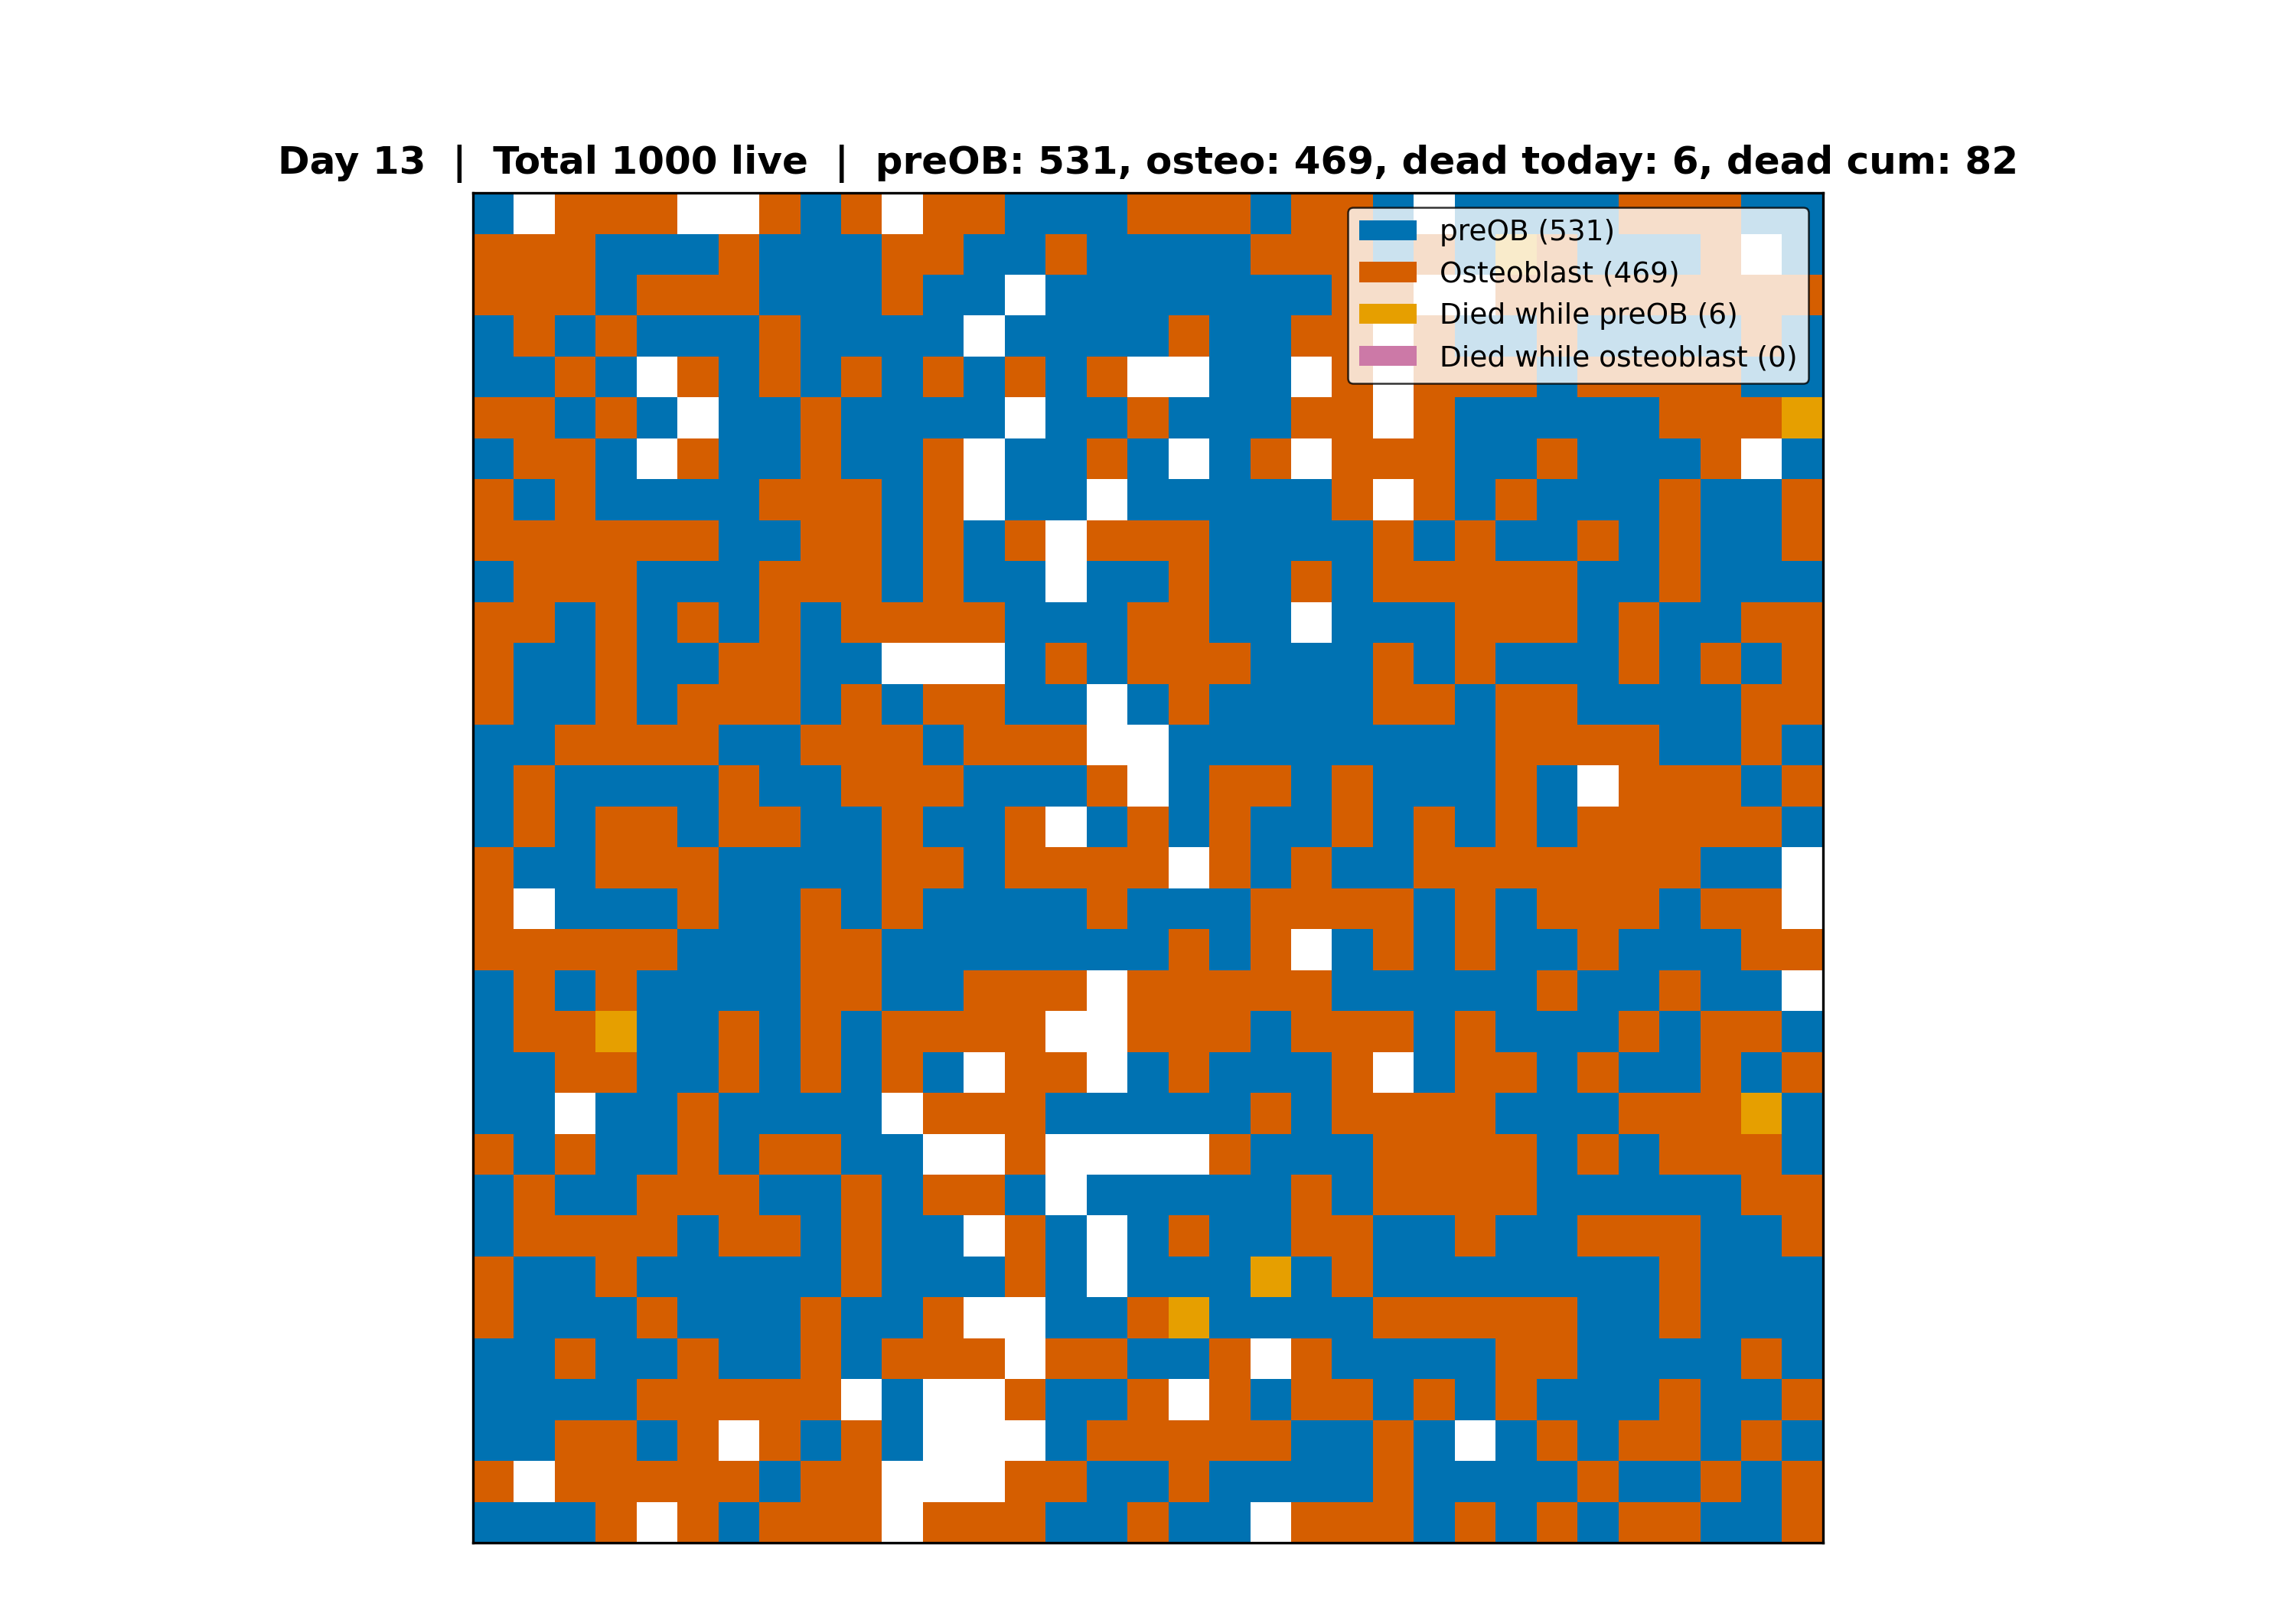 Day 13 | Total 1000 live | preOB: 531, osteo: 469, dead today: 6, dead cum: 82
preOB (531)
Osteoblast (469)
Died while preOB (6)
Died while osteoblast (0)